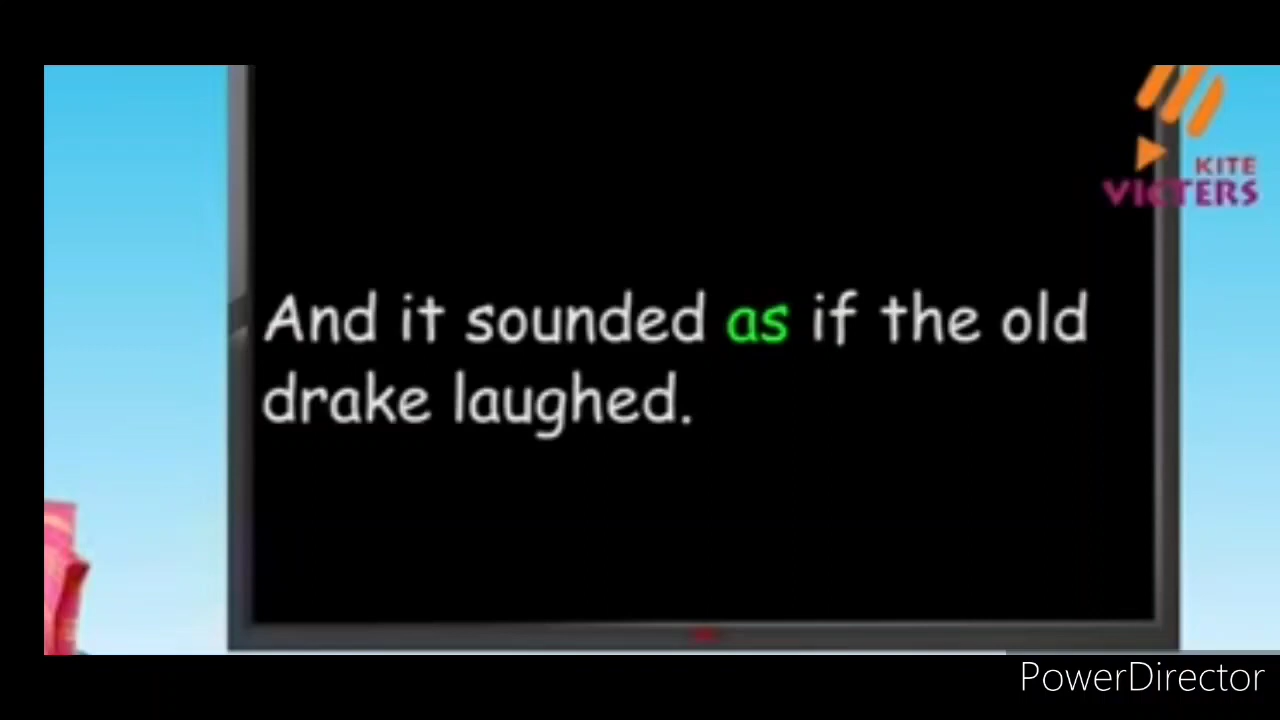 KITE
VICTERS
And it sounded as if the old
drake laughed.
PowerDirector